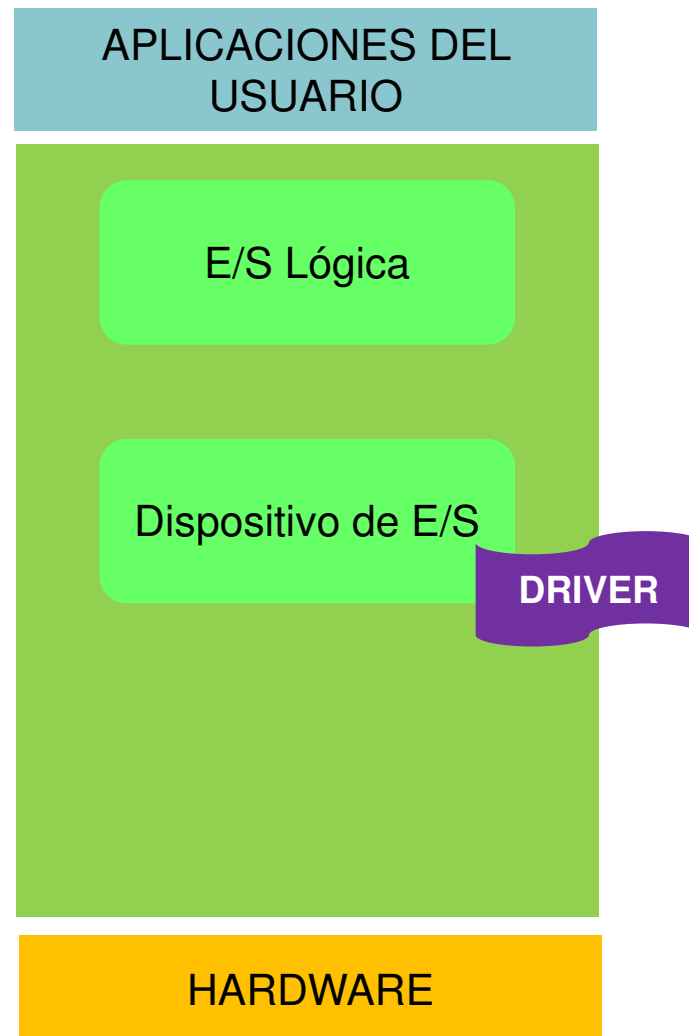 APLICACIONES DEL
USUARIO
E/S Lógica
Dispositivo de E/S
DRIVER
HARDWARE